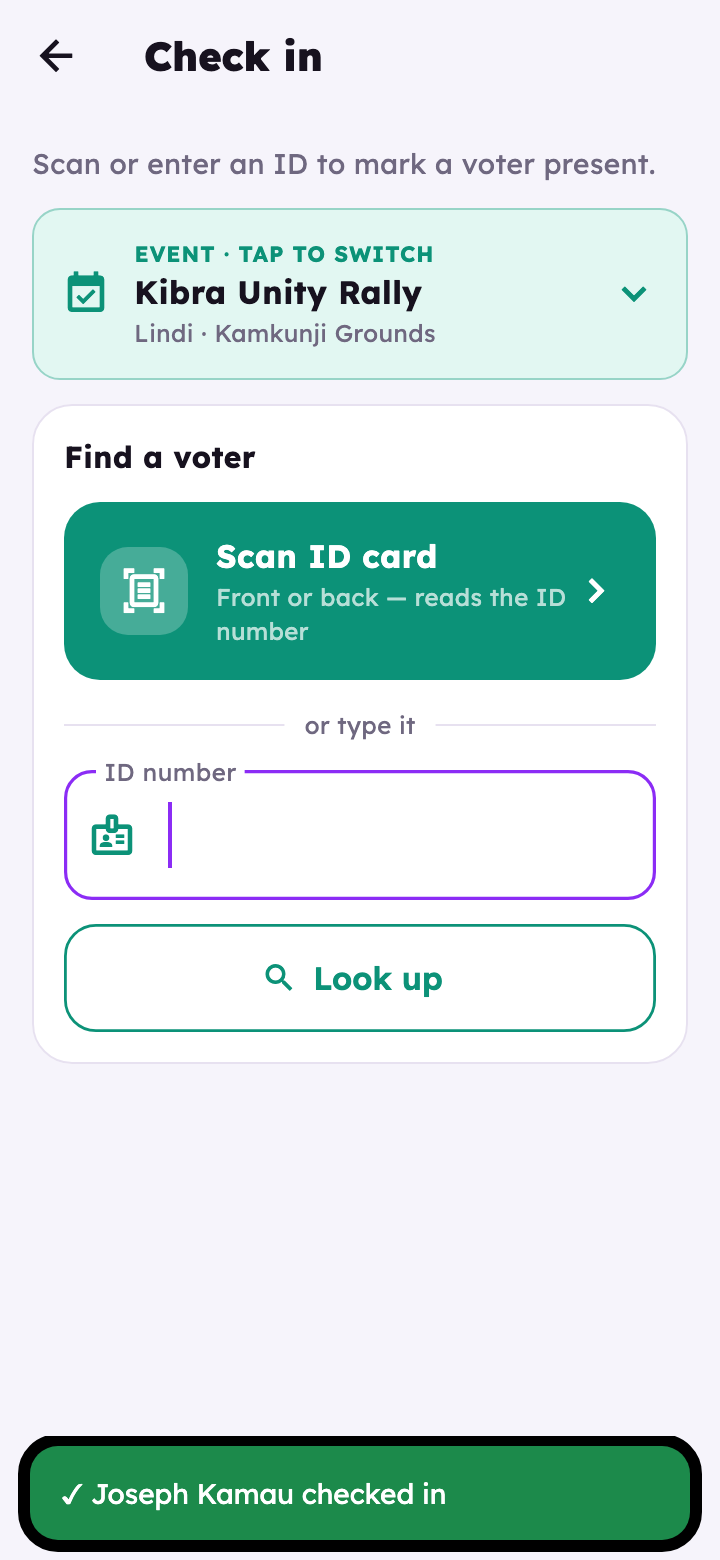 Check in
Scan or enter an ID to mark a voter present.
EVENT · TAP TO SWITCH
Kibra Unity Rally
Lindi · Kamkunji Grounds
Find a voter
Scan ID card
Front or back — reads the ID
number
or type it
ID number
Look up
✓ Joseph Kamau checked in